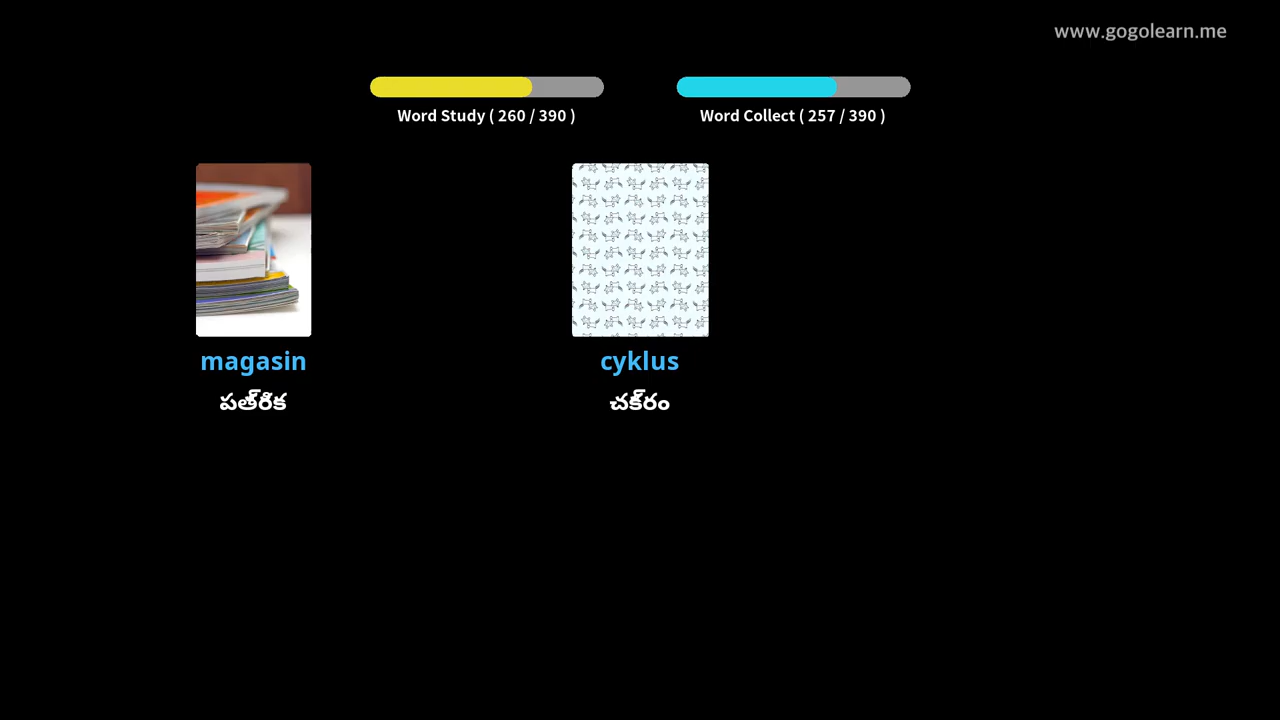 www.gogolearn.me
Word Study ( 260 / 390 )
Word Collect ( 257 / 390 )
magasin
cyklus
పత్రిక
చక్రం